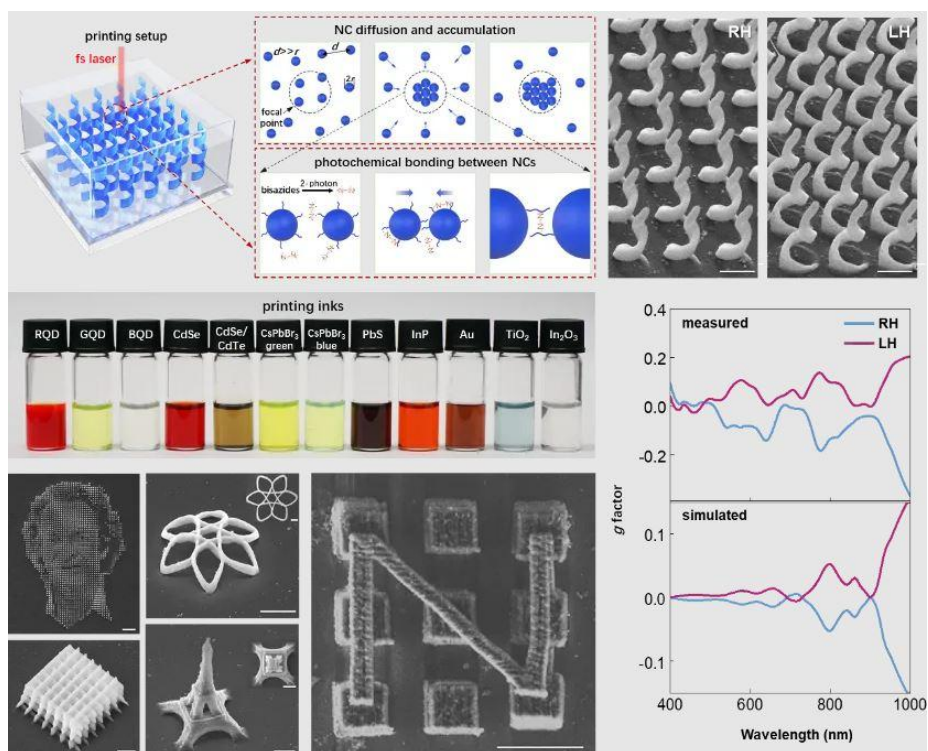 printing setup
fs laser
NC diffusion and accumulation
d>>r
d
2r
focal
point
photochemical bonding between NCs
bisazides
2-photon
RH
LH
printing inks
RQD
GQD
BQD
CdSe
CdSe/
CdTe
CsPbBr₃
green
CsPbBr₃
blue
PbS
InP
Au
TiO₂
In₂O₃
measured
RH
LH
0.4
0.2
0.0
-0.2
g factor
simulated
0.1
0.0
-0.1
400
600
800
1000
Wavelength (nm)